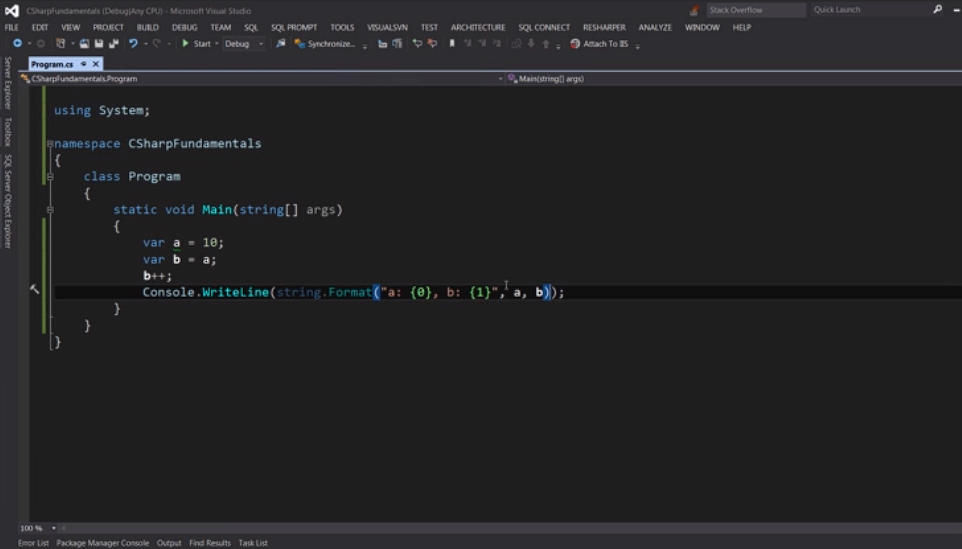 CSharpFundamentals (Debug|Any CPU) - Microsoft Visual Studio
Stack Overflow
Quick Launch
FILE EDIT VIEW PROJECT BUILD DEBUG TEAM SQL SQL PROMPT TOOLS VISUALSVN TEST ARCHITECTURE SQL CONNECT RESHARPER ANALYZE WINDOW HELP
Start Debug Synchronize... Attach To IIS
Program.cs
CSharpFundamentals.Program
Main(string[] args)
Server Explorer
Toolbox
SQL Server Object Explorer
using System;
namespace CSharpFundamentals
{
class Program
{
static void Main(string[] args)
{
var a = 10;
var b = a;
b++;
Console.WriteLine(string.Format("a: {0}, b: {1}", a, b));
}
}
}
100 %
Error List Package Manager Console Output Find Results Task List